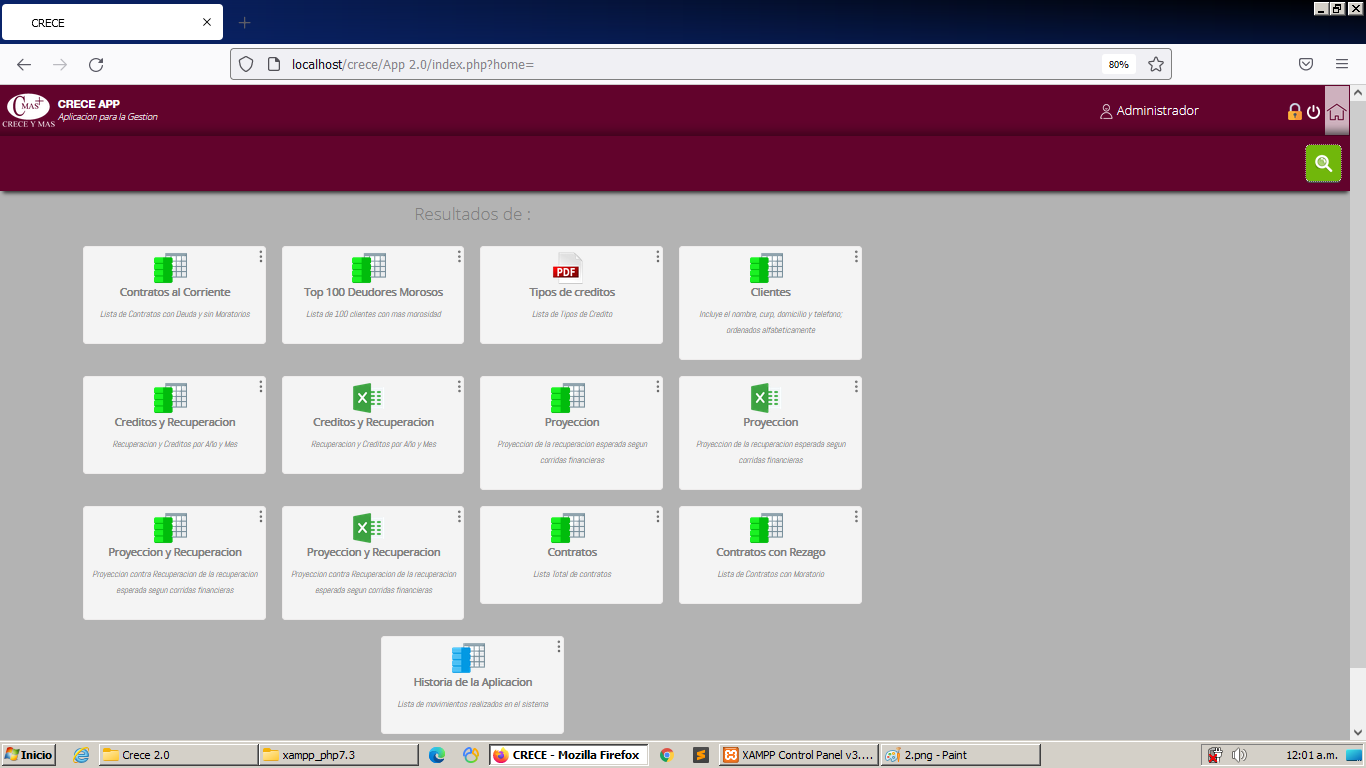 CRECE
localhost/crece/App 2.0/index.php?home=
80%
C MAS+
CRECE Y MAS
CRECE APP
Aplicacion para la Gestion
Administrador
Resultados de :
Contratos al Corriente
Lista de Contratos con Deuda y sin Moratorios
Top 100 Deudores Morosos
Lista de 100 clientes con mas morosidad
PDF
Tipos de creditos
Lista de Tipos de Credito
Clientes
Incluye el nombre, curp, domicilio y telefono;
ordenados alfabeticamente
Creditos y Recuperacion
Recuperacion y Creditos por Año y Mes
X
Creditos y Recuperacion
Recuperacion y Creditos por Año y Mes
Proyeccion
Proyeccion de la recuperacion esperada segun
corridas financieras
X
Proyeccion
Proyeccion de la recuperacion esperada segun
corridas financieras
Proyeccion y Recuperacion
Proyeccion contra Recuperacion de la recuperacion
esperada segun corridas financieras
X
Proyeccion y Recuperacion
Proyeccion contra Recuperacion de la recuperacion
esperada segun corridas financieras
Contratos
Lista Total de contratos
Contratos con Rezago
Lista de Contratos con Moratorio
Historia de la Aplicacion
Lista de movimientos realizados en el sistema
Inicio
Crece 2.0
xampp_php7.3
CRECE - Mozilla Firefox
XAMPP Control Panel v3....
2.png - Paint
12:01 a.m.